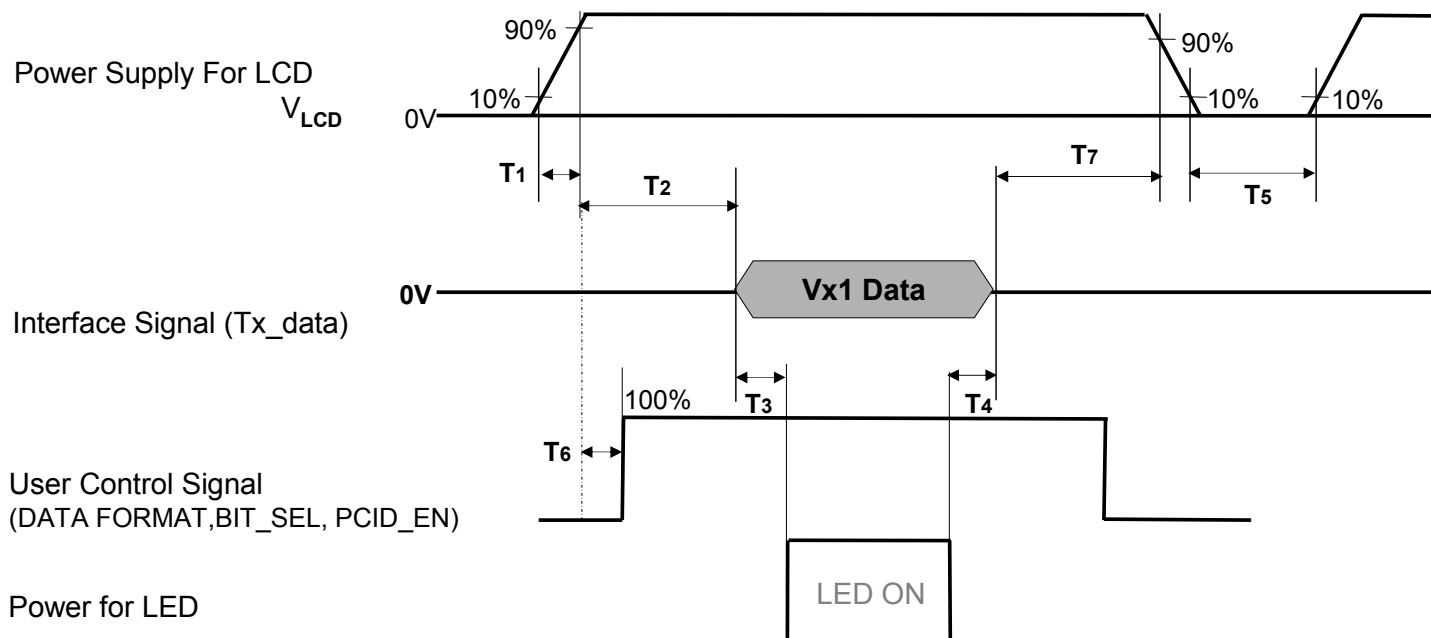 90%
90%
Power Supply For LCD
VLCD
10%
10%
10%
0V
T1
T2
T7
T5
0V
Vx1 Data
Interface Signal (Tx_data)
100%
T3
T4
T6
User Control Signal
(DATA FORMAT,BIT_SEL, PCID_EN)
LED ON
Power for LED